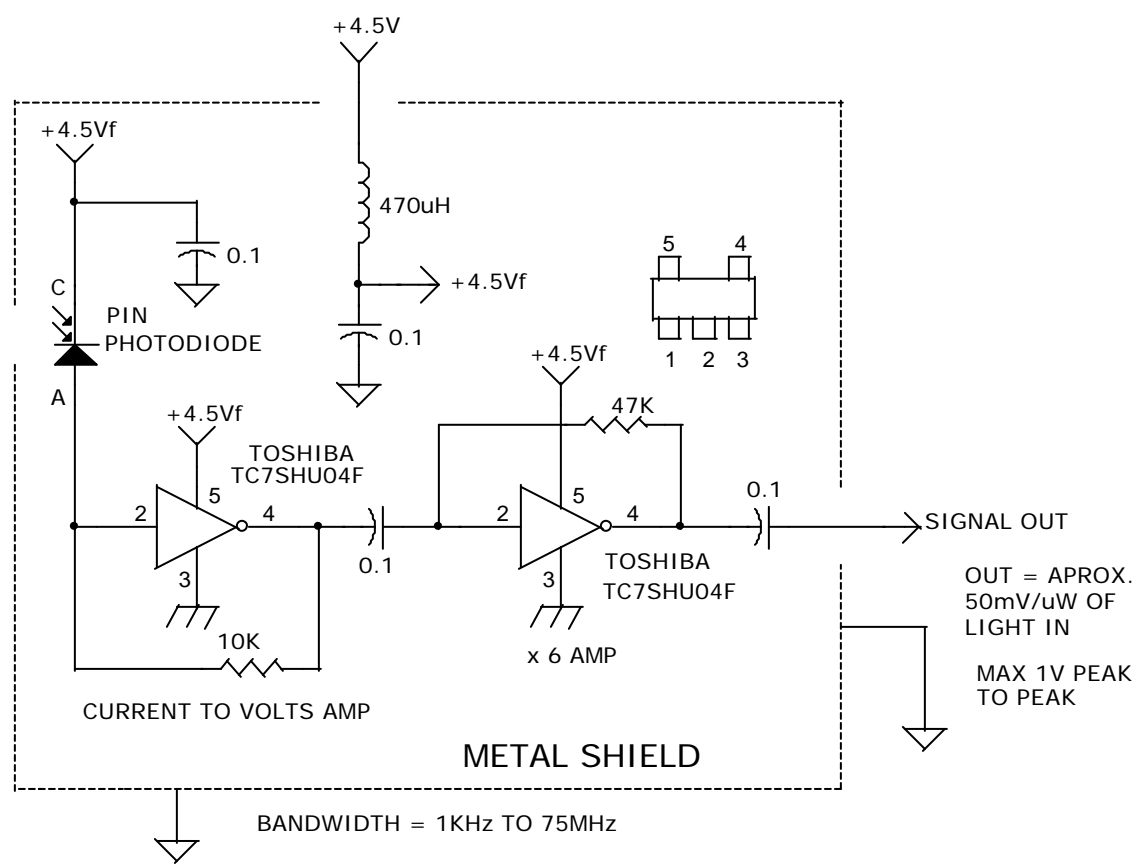 +4.5V
+4.5Vf
470uH
0.1
+4.5Vf
0.1
C
PIN
PHOTODIODE
A
5
4
1
2
3
+4.5Vf
+4.5Vf
47K
TOSHIBA
TC7SHU04F
2
5
4
3
0.1
2
5
4
3
0.1
SIGNAL OUT
TOSHIBA
TC7SHU04F
OUT = APROX.
50mV/uW OF
LIGHT IN
10K
x 6 AMP
MAX 1V PEAK
TO PEAK
CURRENT TO VOLTS AMP
METAL SHIELD
BANDWIDTH = 1KHz TO 75MHz